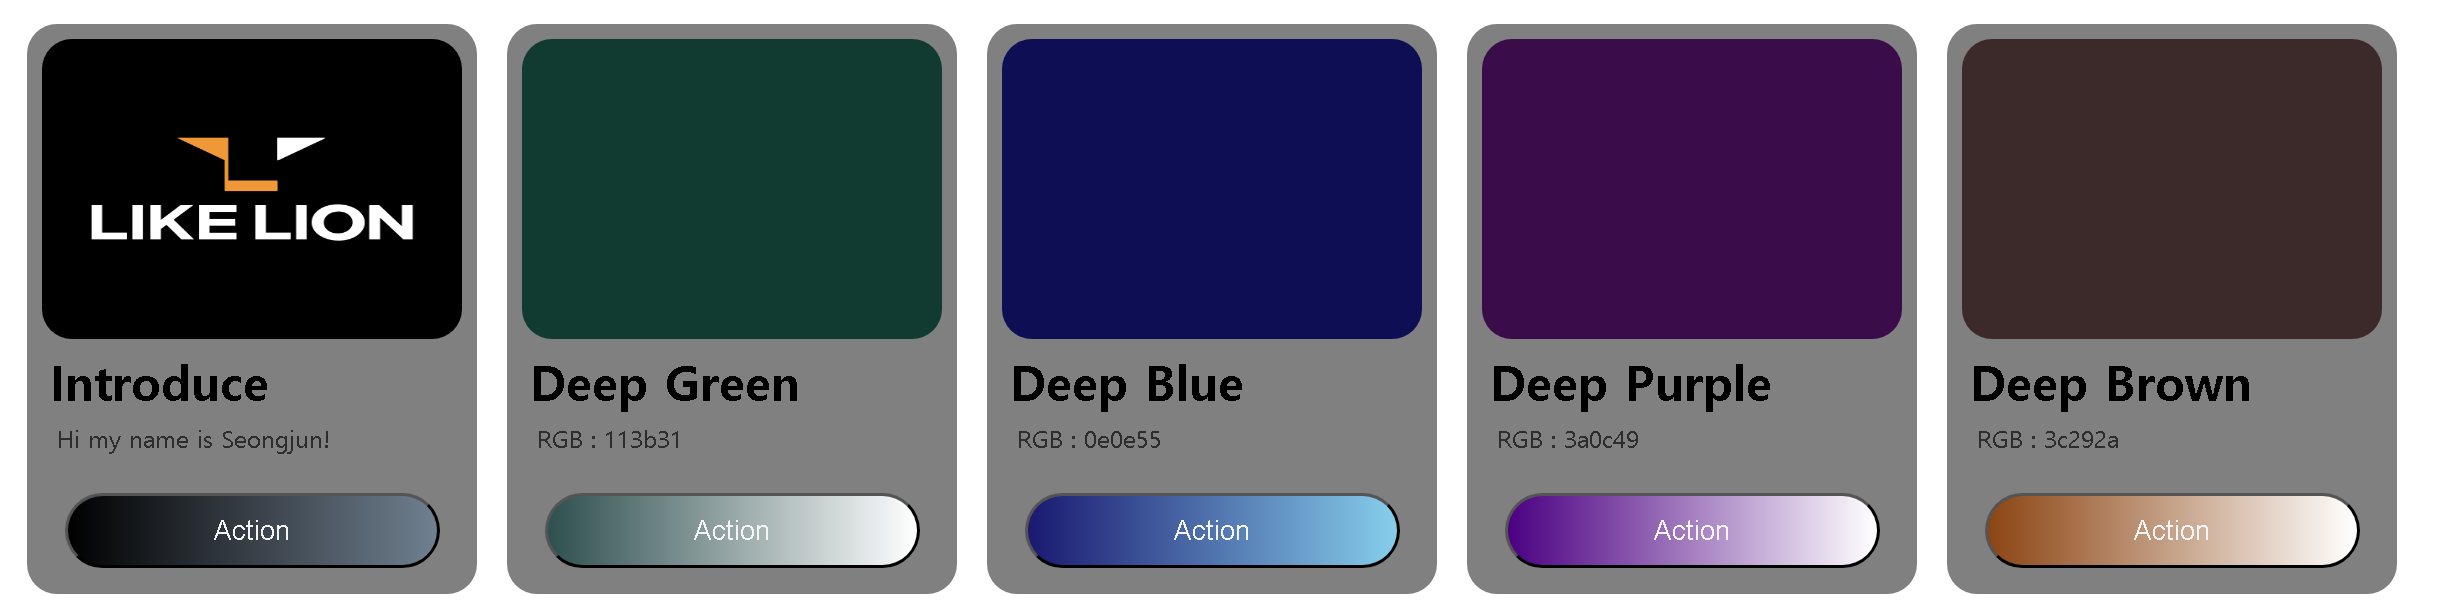 LIKE LION
Introduce
Hi my name is Seongjun!
Action
Deep Green
RGB : 113b31
Action
Deep Blue
RGB : 0e0e55
Action
Deep Purple
RGB : 3a0c49
Action
Deep Brown
RGB : 3c292a
Action